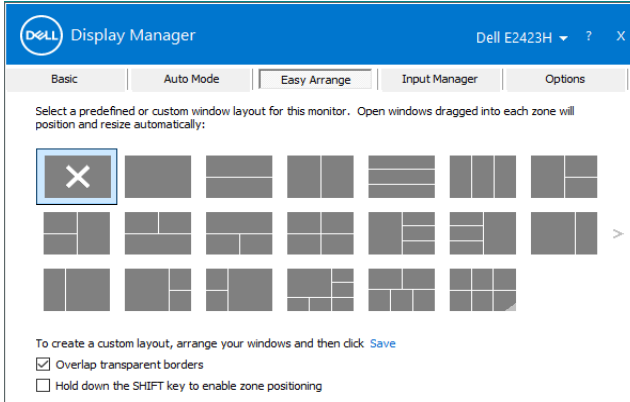 DELL Display Manager
Dell E2423H ? X
Basic Auto Mode Easy Arrange Input Manager Options
Select a predefined or custom window layout for this monitor. Open windows dragged into each zone will
position and resize automatically:
>
To create a custom layout, arrange your windows and then click Save
Overlap transparent borders
Hold down the SHIFT key to enable zone positioning